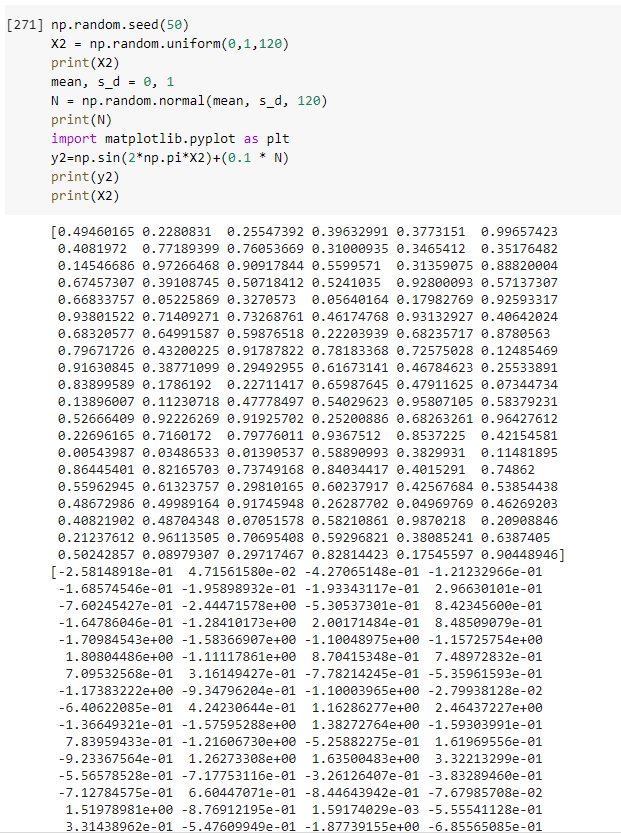 [271] np.random.seed(50)
X2 = np.random.uniform(0,1,120)
print(X2)
mean, s_d = 0, 1
N = np.random.normal(mean, s_d, 120)
print(N)
import matplotlib.pyplot as plt
y2=np.sin(2*np.pi*X2)+(0.1 * N)
print(y2)
print(X2)
[0.49460165 0.2280831  0.25547392 0.39632991 0.3773151  0.99657423
0.4081972  0.77189399 0.76053669 0.31000935 0.3465412  0.35176482
0.14546686 0.97266468 0.90917844 0.5599571  0.31359075 0.88820004
0.67457307 0.39108745 0.50718412 0.5241035  0.92800093 0.57137307
0.66833757 0.05225869 0.3270573  0.05640164 0.17982769 0.92593317
0.93801522 0.71409271 0.73268761 0.46174768 0.93132927 0.40642024
0.68320577 0.64991587 0.59876518 0.22203939 0.68235717 0.8780563
0.79671726 0.43200225 0.91787822 0.78183368 0.72575028 0.12485469
0.91630845 0.38771099 0.29492955 0.61673141 0.46784623 0.25533891
0.83899589 0.1786192  0.22711417 0.65987645 0.47911625 0.07344734
0.13896007 0.11230718 0.47778497 0.54029623 0.95807105 0.58379231
0.52666409 0.92226269 0.91925702 0.25200886 0.68263261 0.96427612
0.22696165 0.7160172  0.79776011 0.9367512  0.8537225  0.42154581
0.00543987 0.03486533 0.01390537 0.58890993 0.3829931  0.11481895
0.86445401 0.82165703 0.73749168 0.84034417 0.4015291  0.74862
0.55962945 0.61323757 0.29810165 0.60237917 0.42567684 0.53854438
0.48672986 0.49989164 0.91745948 0.26287702 0.04969769 0.46269203
0.40821902 0.48704348 0.07051578 0.58210861 0.9870218  0.20908846
0.21237612 0.96113505 0.70695408 0.59296821 0.38085241 0.6387405
0.50242857 0.08979307 0.29717467 0.82814423 0.17545597 0.90448946]
[-2.58148918e-01  4.71561580e-02 -4.27065148e-01 -1.21232966e-01
-1.68574546e-01 -1.95898932e-01 -1.93343117e-01  2.96630101e-01
-7.60245427e-01 -2.44471578e+00 -5.30537301e-01  8.42345600e-01
-1.64786046e-01 -1.28410173e+00  2.00171484e-01  8.48509079e-01
-1.70984543e+00 -1.58366907e+00 -1.10048975e+00 -1.15725754e+00
1.80804486e+00 -1.11117861e+00  8.70415348e-01  7.48972832e-01
7.09532568e-01  3.16149427e-01 -7.78214245e-01 -5.35961593e-01
-1.17383222e+00 -9.34796204e-01 -1.10003965e+00 -2.79938128e-02
-6.40622085e-01  4.24230644e-01  1.16286277e+00  2.46437227e+00
-1.36649321e-01 -1.57595288e+00  1.38272764e+00 -1.59303991e-01
7.83959433e-01 -1.21606730e+00 -5.25882275e-01  1.61969556e-01
-9.23367564e-01  1.26273308e+00  1.63500483e+00  3.32213299e-01
-5.56578528e-01 -7.17753116e-01 -3.26126407e-01 -3.83289460e-01
-7.12784575e-01  6.60447071e-01 -8.44643942e-01 -7.67985708e-02
1.51978981e+00 -8.76912195e-01  1.59174029e-03 -5.55541128e-01
3.31438962e-01 -5.47609949e-01 -1.87739155e+00 -6.85565085e-01